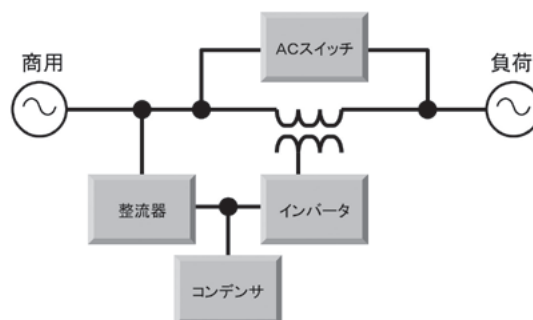 ACスイッチ
商用
負荷
整流器
インバータ
コンデンサ